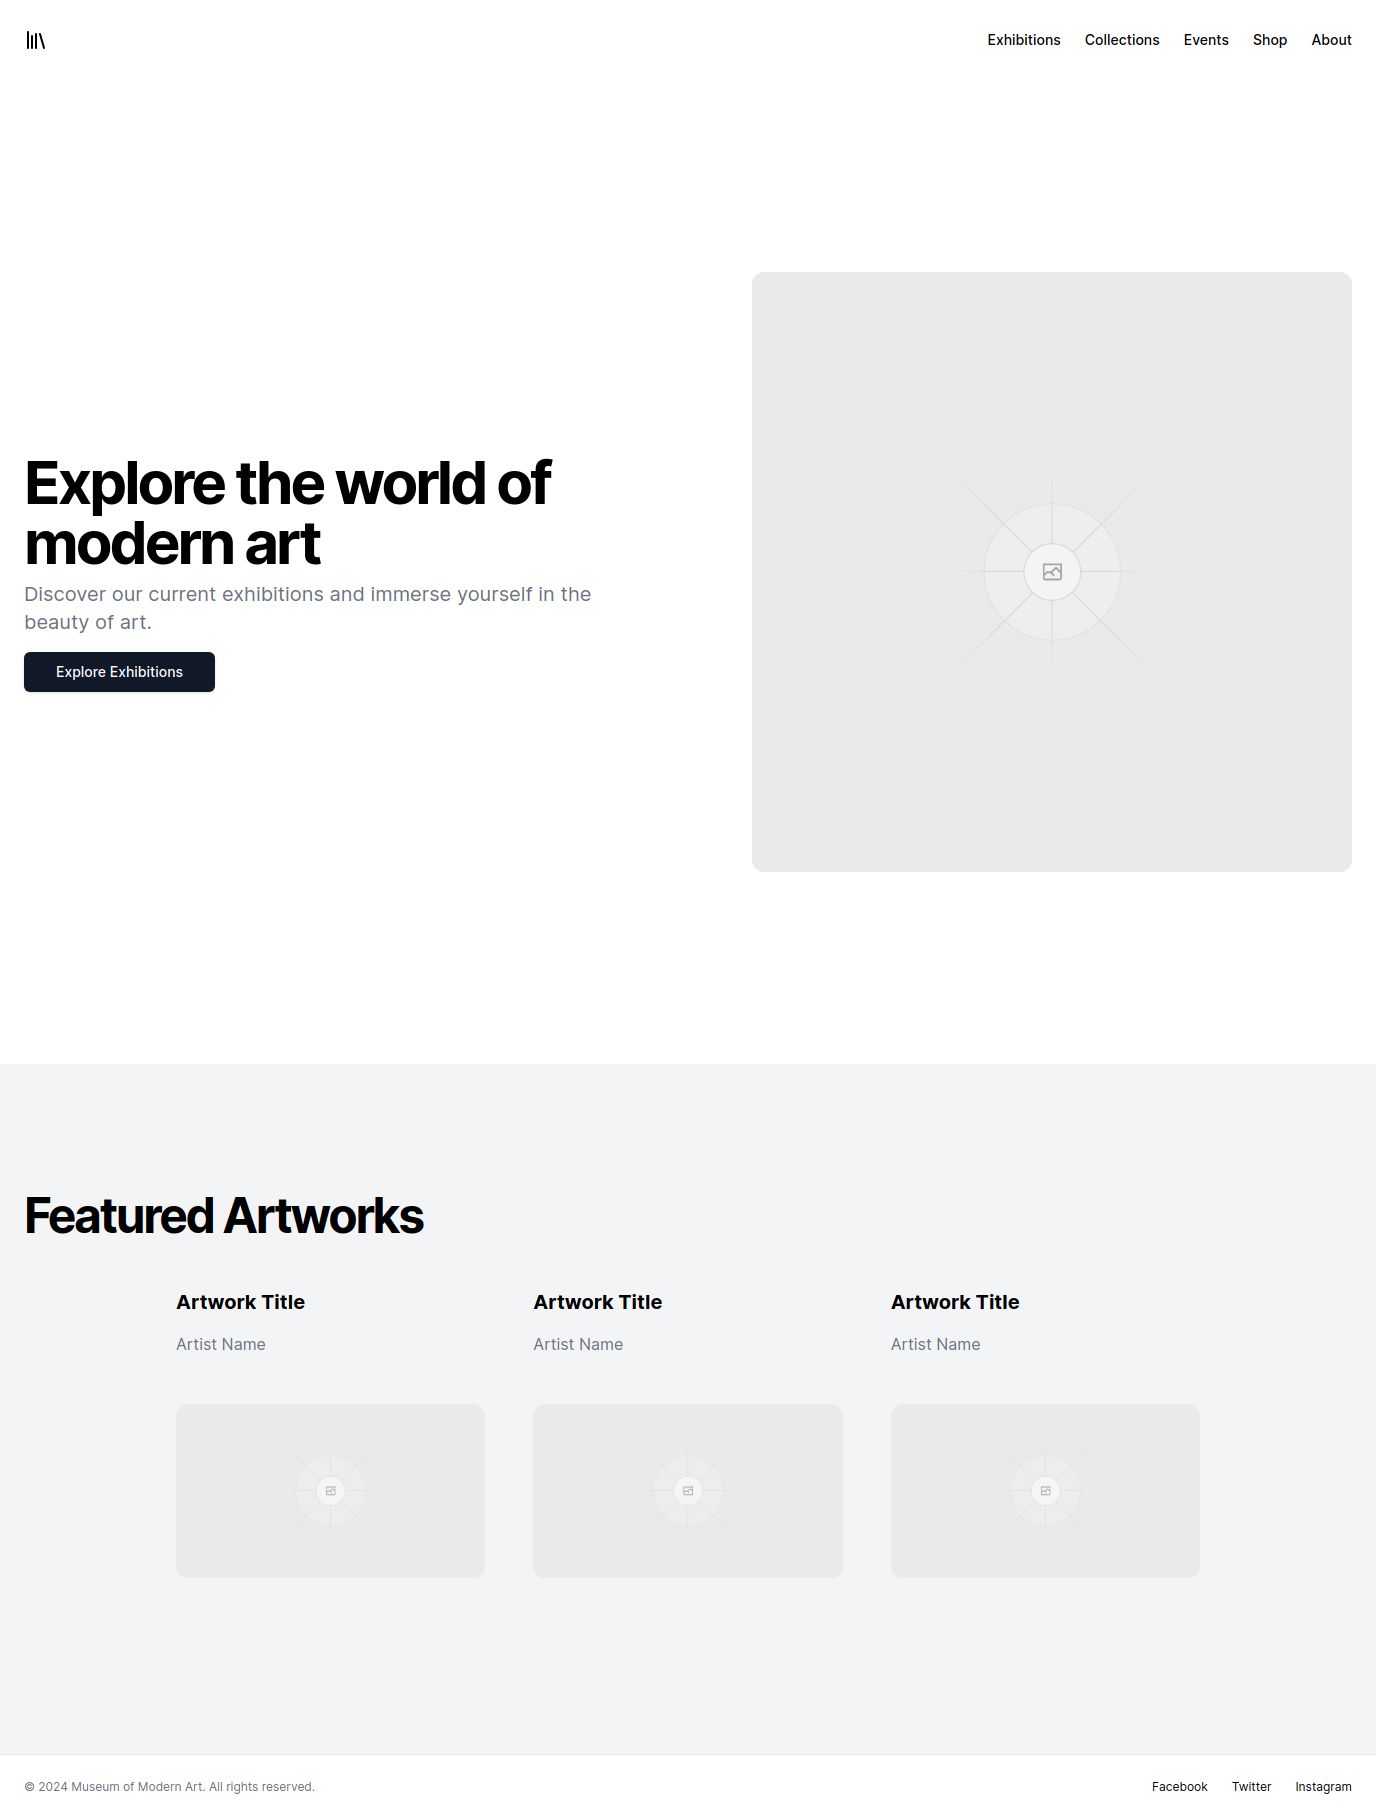 Exhibitions Collections Events Shop About
Explore the world of
modern art
Discover our current exhibitions and immerse yourself in the
beauty of art.
Explore Exhibitions
Featured Artworks
Artwork Title
Artist Name
Artwork Title
Artist Name
Artwork Title
Artist Name
© 2024 Museum of Modern Art. All rights reserved.
Facebook Twitter Instagram